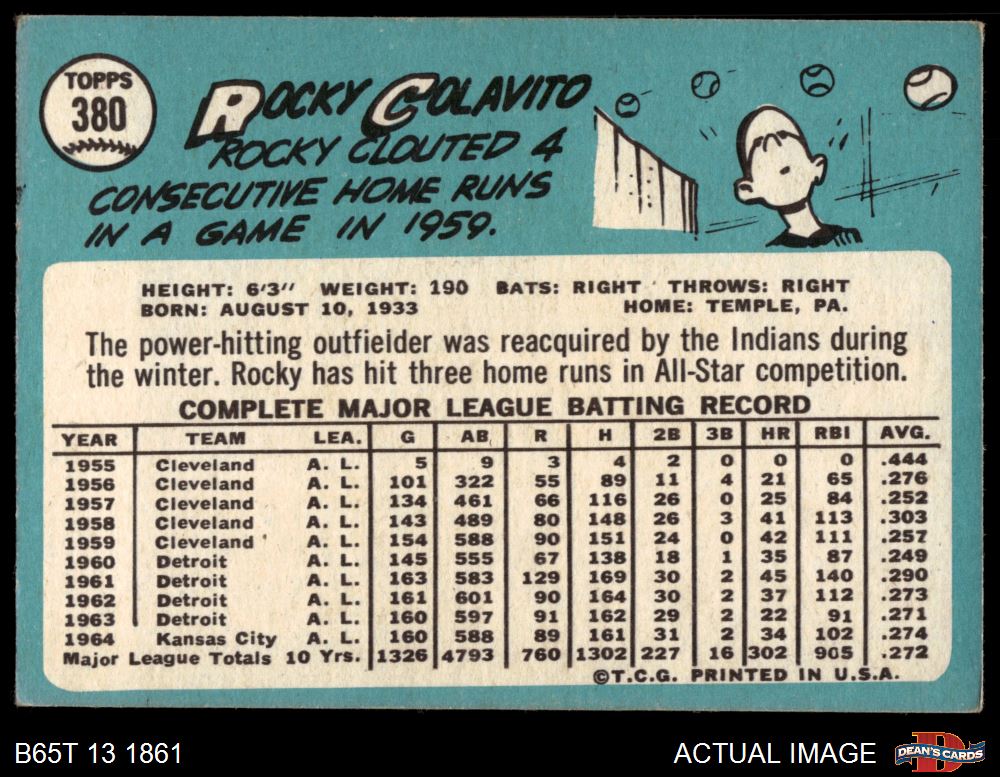 TOPPS
380
ROCKY COLAVITO
ROCKY CLOUTED 4
CONSECUTIVE HOME RUNS
IN A GAME IN 1959.
HEIGHT: 6'3" WEIGHT: 190 BATS: RIGHT THROWS: RIGHT
BORN: AUGUST 10, 1933 HOME: TEMPLE, PA.
The power-hitting outfielder was reacquired by the Indians during
the winter. Rocky has hit three home runs in All-Star competition.
COMPLETE MAJOR LEAGUE BATTING RECORD
YEAR TEAM LEA. G AB R H 2B 3B HR RBI AVG.
1955 Cleveland A. L. 5 9 3 4 2 0 0 0 .444
1956 Cleveland A. L. 101 322 55 89 11 4 21 65 .276
1957 Cleveland A. L. 134 461 66 116 26 0 25 84 .252
1958 Cleveland A. L. 143 489 80 148 26 3 41 113 .303
1959 Cleveland A. L. 154 588 90 151 24 0 42 111 .257
1960 Detroit A. L. 145 555 67 138 18 1 35 87 .249
1961 Detroit A. L. 163 583 129 169 30 2 45 140 .290
1962 Detroit A. L. 161 601 90 164 30 2 37 112 .273
1963 Detroit A. L. 160 597 91 162 29 2 22 91 .271
1964 Kansas City A. L. 160 588 89 161 31 2 34 102 .274
Major League Totals 10 Yrs. 1326 4793 760 1302 227 16 302 905 .272
©T.C.G. PRINTED IN U.S.A.
B65T 13 1861
ACTUAL IMAGE
DEAN'S CARDS